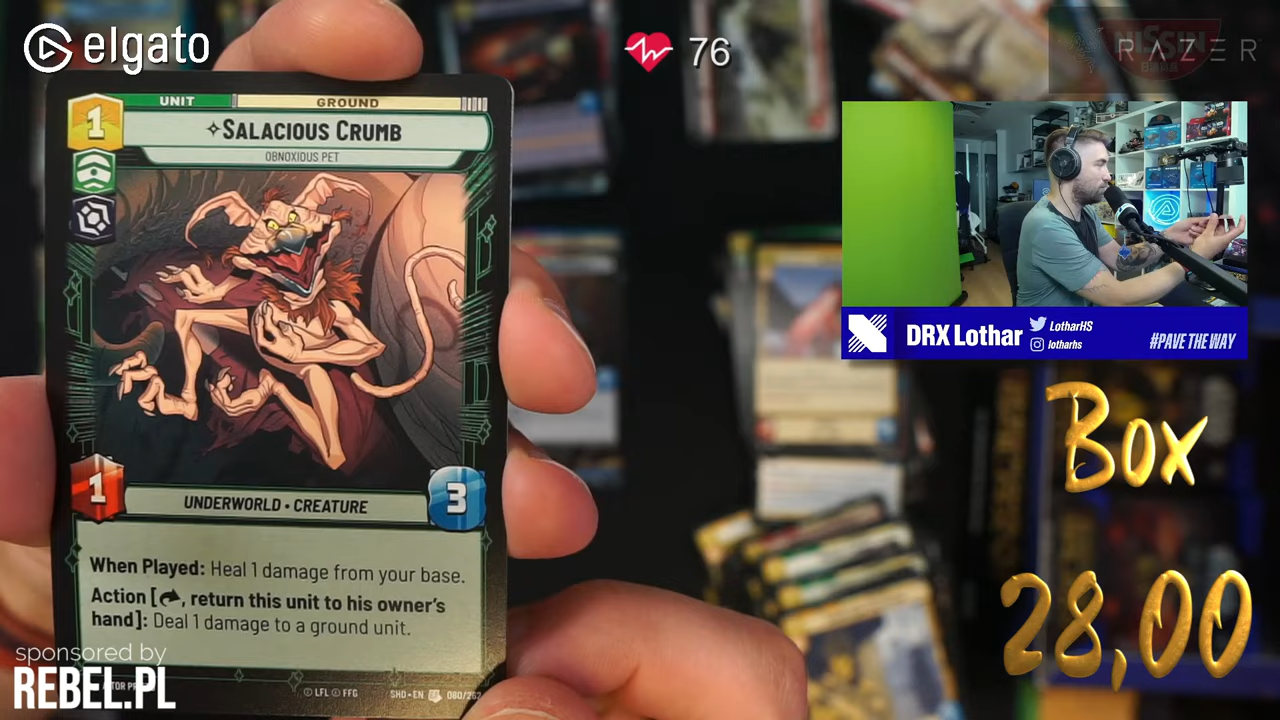 elgato
76
RAZER
NISSIN
UNIT
GROUND
1
SALACIOUS CRUMB
OBNOXIOUS PET
1
UNDERWORLD • CREATURE
3
When Played: Heal 1 damage from your base.
Action [, return this unit to his owner's
hand]: Deal 1 damage to a ground unit.
© LFL © FFG
SHD • EN
080/262
sponsored by
REBEL.PL
DRX Lothar
LotharHS
lotharhs
#PAVE THE WAY
Box
28,00